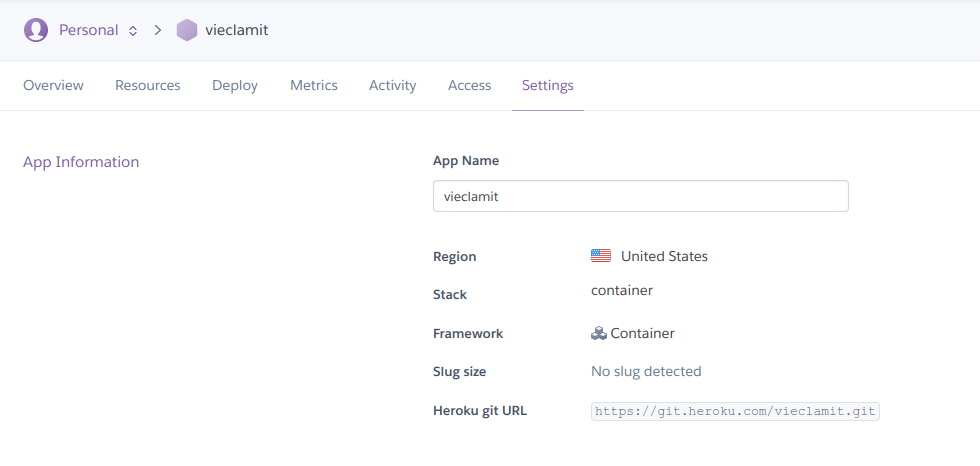 Personal > vieclamit
Overview Resources Deploy Metrics Activity Access Settings
App Information
App Name
vieclamit
Region United States
Stack container
Framework Container
Slug size No slug detected
Heroku git URL https://git.heroku.com/vieclamit.git